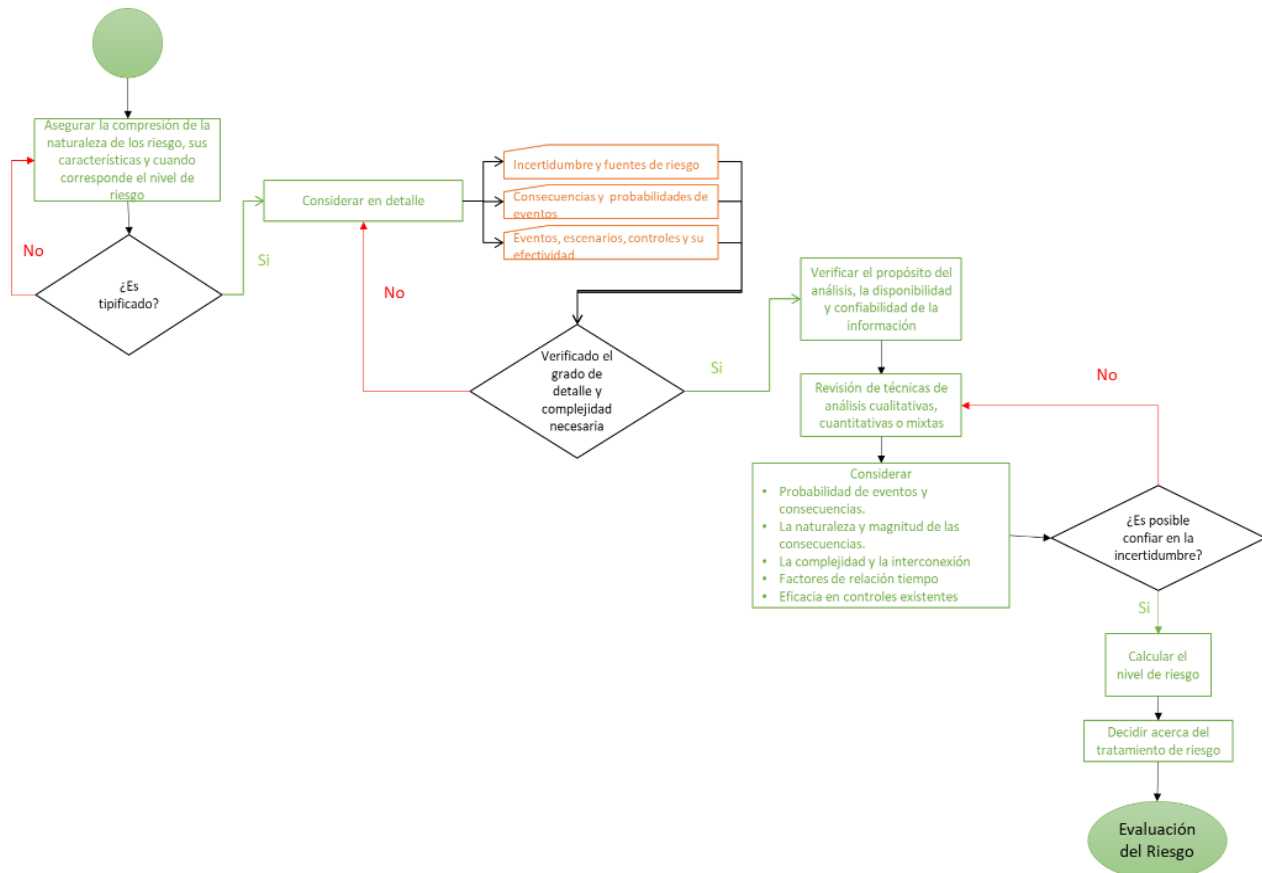 Asegurar la compresión de la
naturaleza de los riesgo, sus
características y cuando
corresponde el nivel de
riesgo
No
¿Es
tipificado?
Si
Considerar en detalle
Incertidumbre y fuentes de riesgo
Consecuencias y probabilidades de
eventos
Eventos, escenarios, controles y su
efectividad
No
Verificado el
grado de
detalle y
complejidad
necesaria
Si
Verificar el propósito del
análisis, la disponibilidad
y confiabilidad de la
información
Revisión de técnicas de
análisis cualitativas,
cuantitativas o mixtas
No
Considerar
• Probabilidad de eventos y
consecuencias.
• La naturaleza y magnitud de las
consecuencias.
• La complejidad y la interconexión
• Factores de relación tiempo
• Eficacia en controles existentes
¿Es posible
confiar en la
incertidumbre?
Si
Calcular el
nivel de riesgo
Decidir acerca del
tratamiento de riesgo
Evaluación
del Riesgo